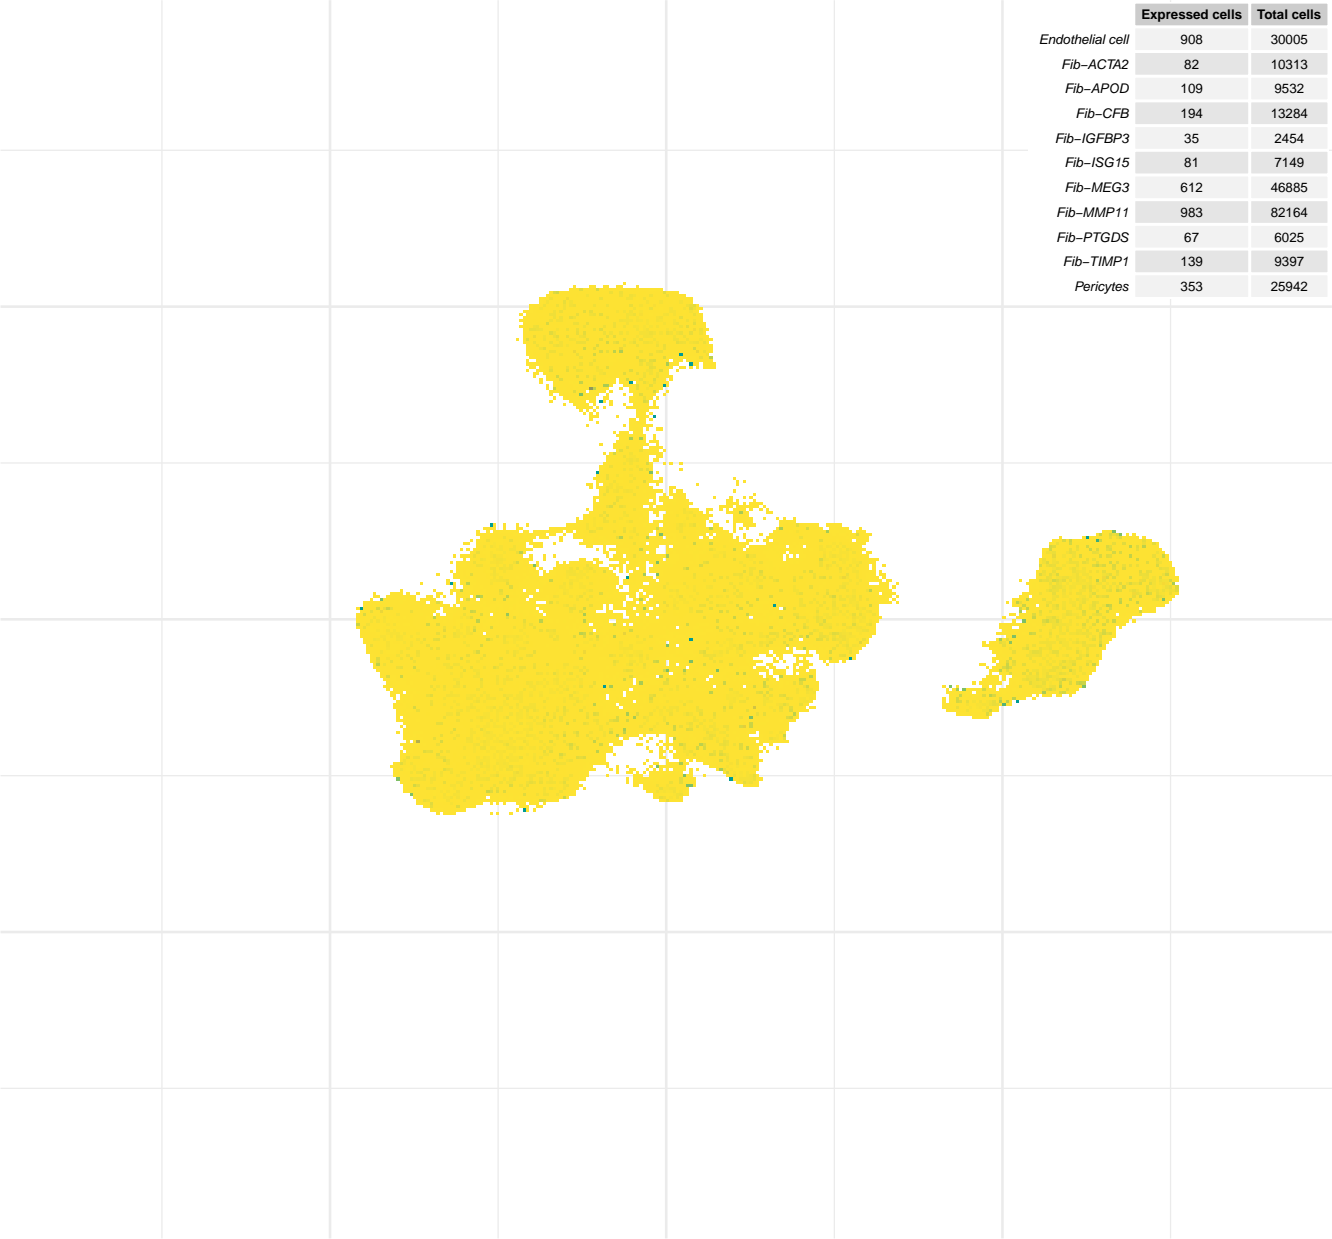 Expressed cells Total cells
Endothelial cell 908 30005
Fib−ACTA2 82 10313
Fib−APOD 109 9532
Fib−CFB 194 13284
Fib−IGFBP3 35 2454
Fib−ISG15 81 7149
Fib−MEG3 612 46885
Fib−MMP11 983 82164
Fib−PTGDS 67 6025
Fib−TIMP1 139 9397
Pericytes 353 25942